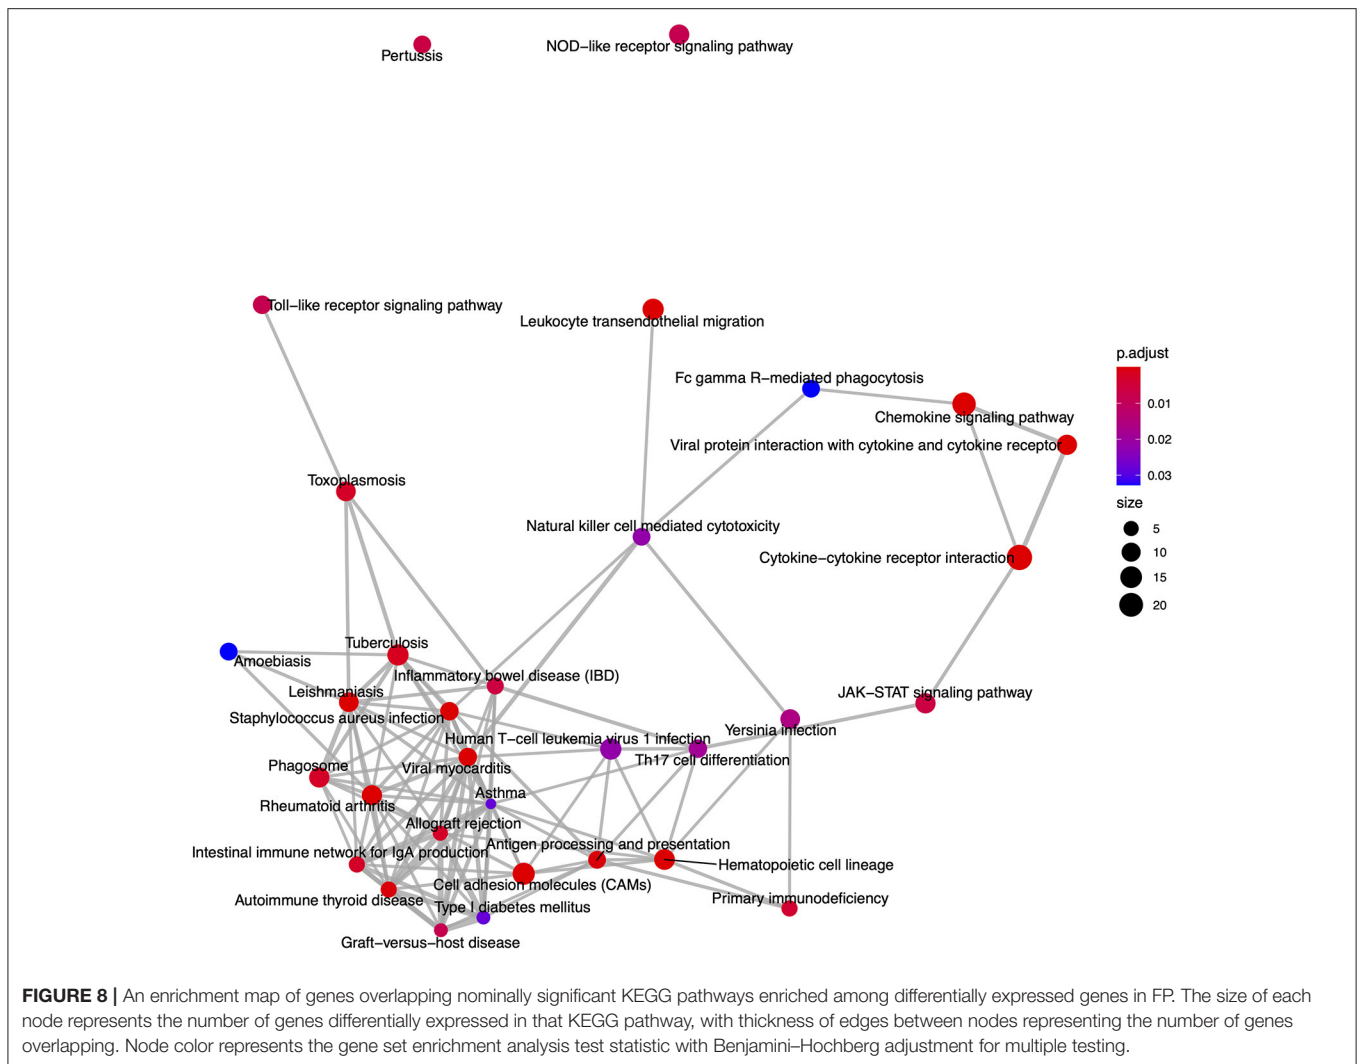 NOD−like receptor signaling pathway
Pertussis
Toll−like receptor signaling pathway
Leukocyte transendothelial migration
Fc gamma R−mediated phagocytosis
Chemokine signaling pathway
Viral protein interaction with cytokine and cytokine receptor
Toxoplasmosis
Natural killer cell mediated cytotoxicity
Cytokine−cytokine receptor interaction
Tuberculosis
Amoebiasis
Inflammatory bowel disease (IBD)
Leishmaniasis
JAK−STAT signaling pathway
Staphylococcus aureus infection
Yersinia infection
Human T−cell leukemia virus 1 infection
Th17 cell differentiation
Phagosome
Viral myocarditis
Asthma
Rheumatoid arthritis
Allograft rejection
Antigen processing and presentation
Intestinal immune network for IgA production
Hematopoietic cell lineage
Cell adhesion molecules (CAMs)
Autoimmune thyroid disease
Primary immunodeficiency
Type I diabetes mellitus
Graft−versus−host disease
p.adjust
0.01
0.02
0.03
size
5
10
15
20
FIGURE 8 | An enrichment map of genes overlapping nominally significant KEGG pathways enriched among differentially expressed genes in FP. The size of each
node represents the number of genes differentially expressed in that KEGG pathway, with thickness of edges between nodes representing the number of genes
overlapping. Node color represents the gene set enrichment analysis test statistic with Benjamini–Hochberg adjustment for multiple testing.